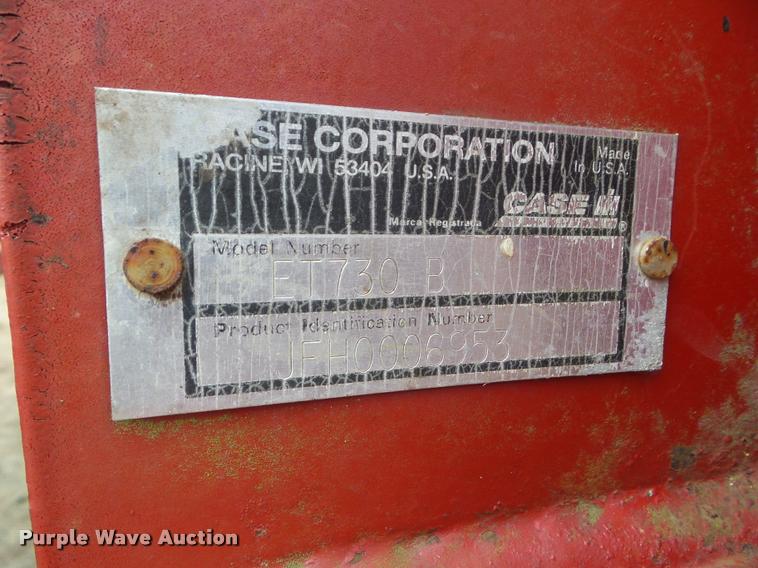 CASE CORPORATION
RACINE, WI 53404 U.S.A.
Made
In U.S.A.
Marca Registrada
CASE IH
®
Model Number
ET730 B
Product Identification Number
JFH0006953
Purple Wave Auction